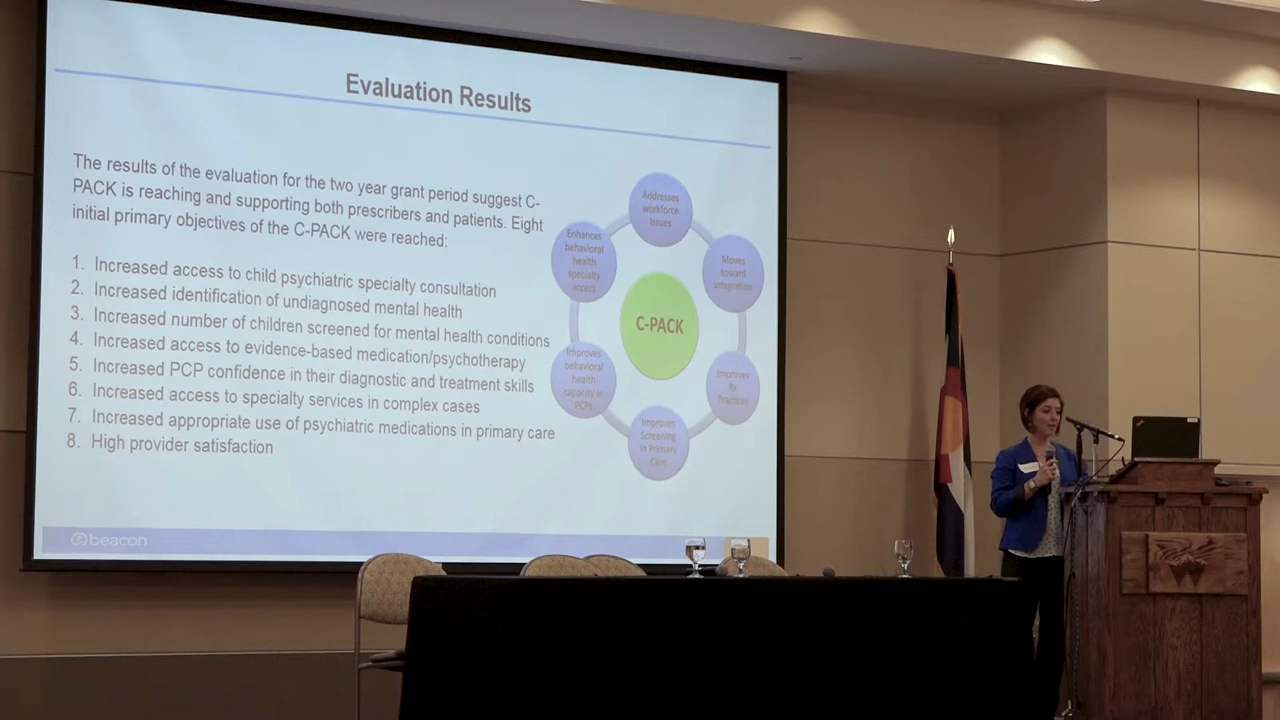 Evaluation Results
The results of the evaluation for the two year grant period suggest C-
PACK is reaching and supporting both prescribers and patients. Eight
initial primary objectives of the C-PACK were reached:
1. Increased access to child psychiatric specialty consultation
2. Increased identification of undiagnosed mental health
3. Increased number of children screened for mental health conditions
4. Increased access to evidence-based medication/psychotherapy
5. Increased PCP confidence in their diagnostic and treatment skills
6. Increased access to specialty services in complex cases
7. Increased appropriate use of psychiatric medications in primary care
8. High provider satisfaction
Addresses
workforce
Issues
Moves
toward
integration
Improves
Rx
Practices
Improves
Screening
in Primary
Care
Improves
behavioral
health
capacity in
PCPs
Enhances
behavioral
health
specialty
access
C-PACK
beacon